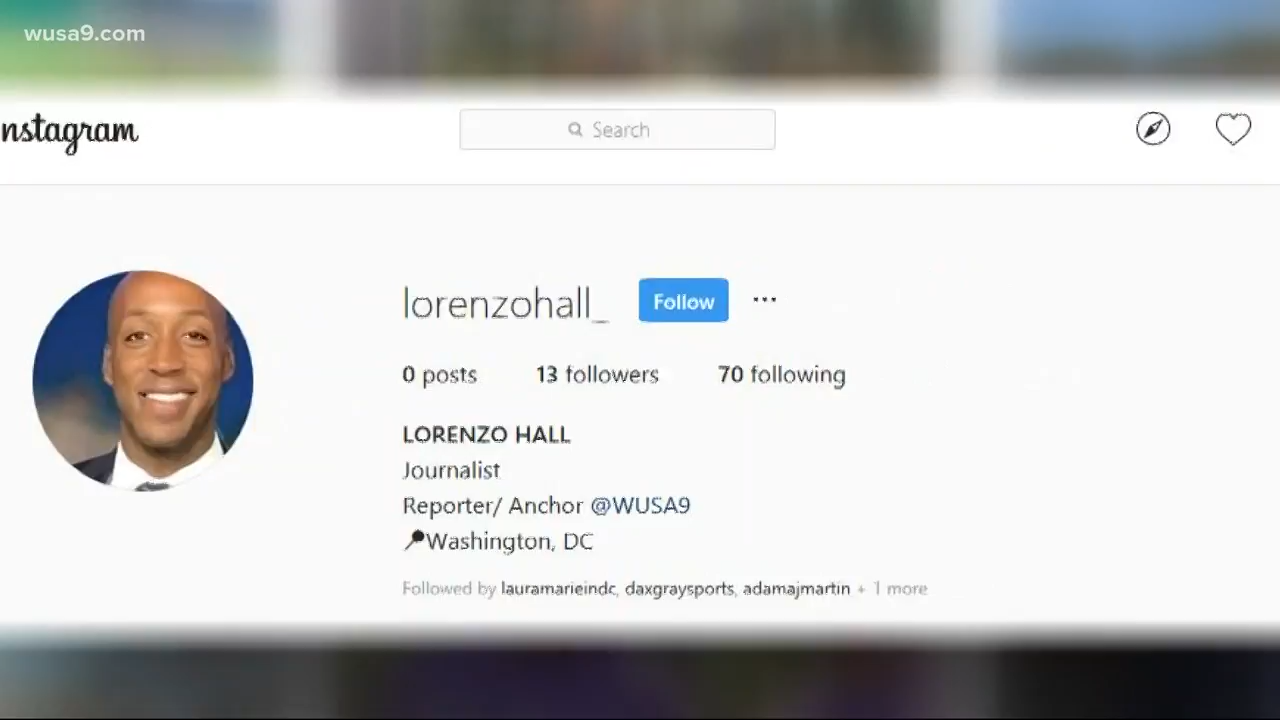 wusa9.com
nstagram
Search
lorenzohall_ Follow ...
0 posts 13 followers 70 following
LORENZO HALL
Journalist
Reporter/ Anchor @WUSA9
Washington, DC
Followed by lauramarieindc, daxgraysports, adamajmartin + 1 more